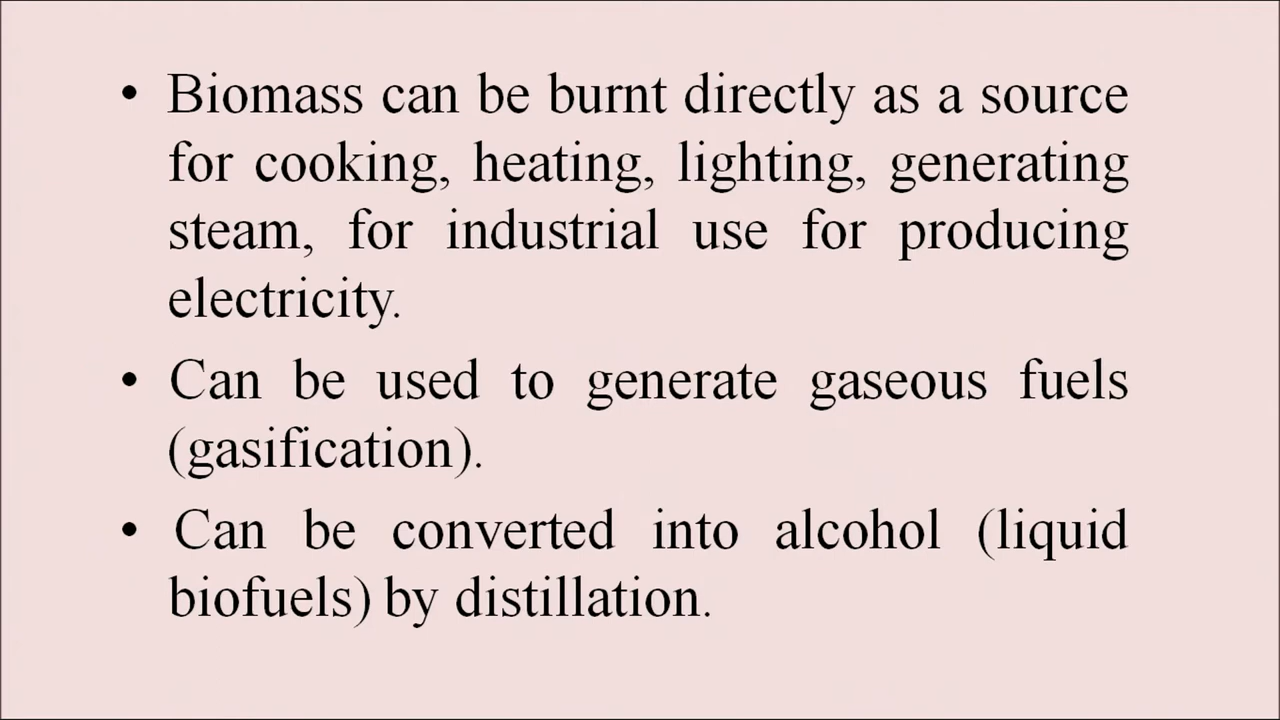 • Biomass can be burnt directly as a source
for cooking, heating, lighting, generating
steam, for industrial use for producing
electricity.
• Can be used to generate gaseous fuels
(gasification).
• Can be converted into alcohol (liquid
biofuels) by distillation.